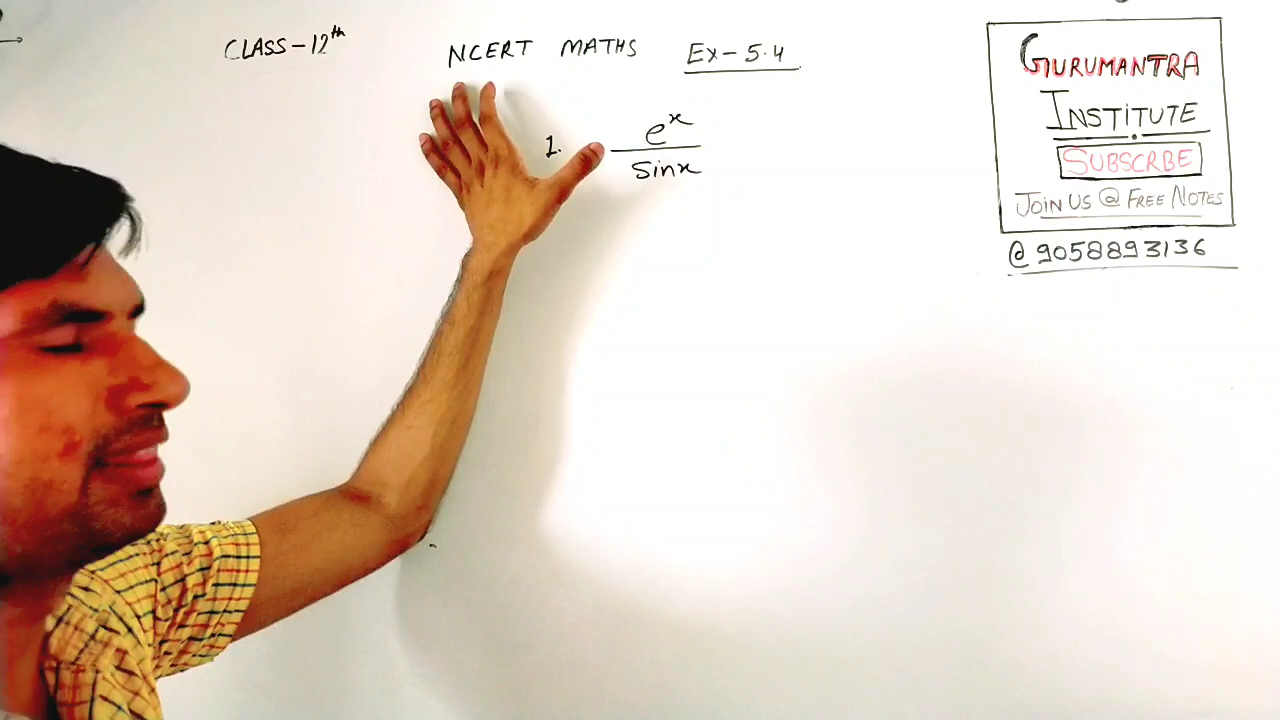 CLASS-12th NCERT MATHS Ex-5.4
1. e^x
sinx
GURUMANTRA
INSTITUTE
SUBSCRBE
JOIN US @ FREE NOTES
@ 9058893136